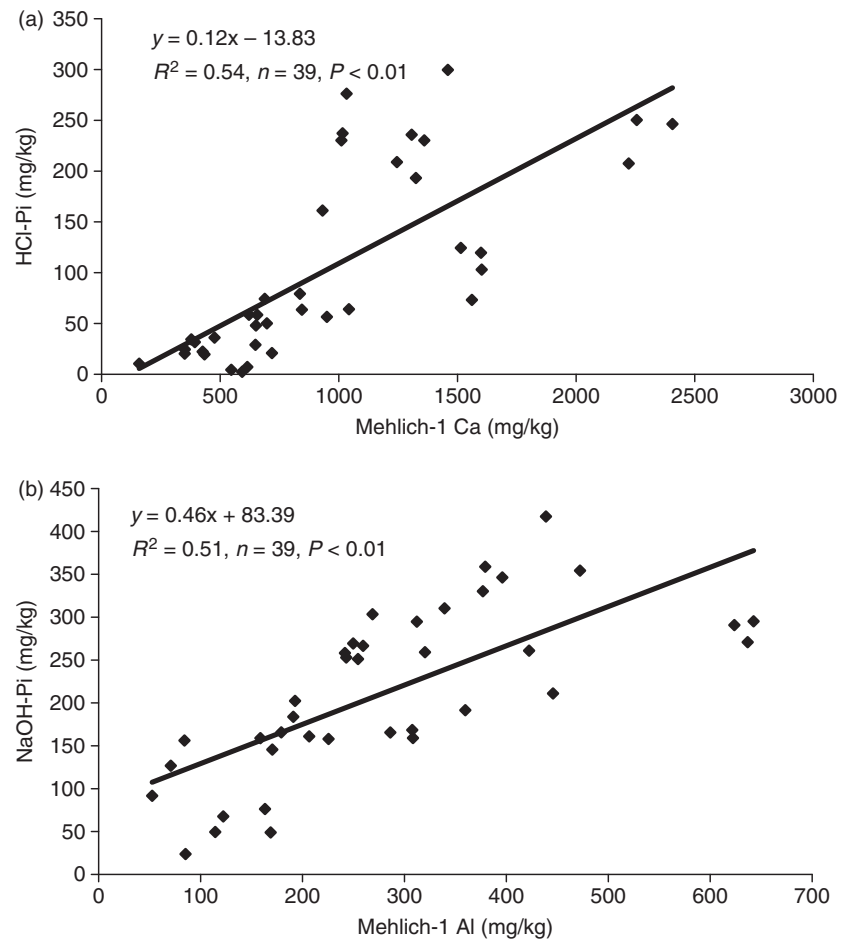 (a)
350
300
250
200
150
100
50
0
HCl-Pi (mg/kg)
y = 0.12x – 13.83
R² = 0.54, n = 39, P < 0.01
0 500 1000 1500 2000 2500 3000
Mehlich-1 Ca (mg/kg)
(b)
450
400
350
300
250
200
150
100
50
0
NaOH-Pi (mg/kg)
y = 0.46x + 83.39
R² = 0.51, n = 39, P < 0.01
0 100 200 300 400 500 600 700
Mehlich-1 Al (mg/kg)